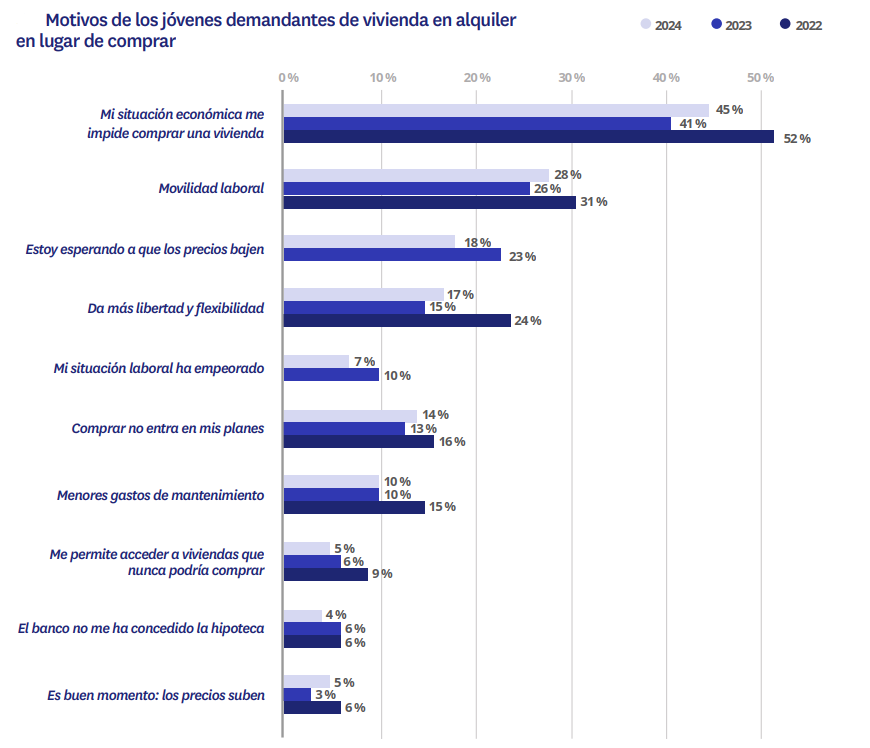 Motivos de los jóvenes demandantes de vivienda en alquiler
en lugar de comprar
2024 2023 2022
0 % 10 % 20 % 30 % 40 % 50 %
Mi situación económica me
impide comprar una vivienda
45 %
41 %
52 %
Movilidad laboral
28 %
26 %
31 %
Estoy esperando a que los precios bajen
18 %
23 %
Da más libertad y flexibilidad
17 %
15 %
24 %
Mi situación laboral ha empeorado
7 %
10 %
Comprar no entra en mis planes
14 %
13 %
16 %
Menores gastos de mantenimiento
10 %
10 %
15 %
Me permite acceder a viviendas que
nunca podría comprar
5 %
6 %
9 %
El banco no me ha concedido la hipoteca
4 %
6 %
6 %
Es buen momento: los precios suben
5 %
3 %
6 %